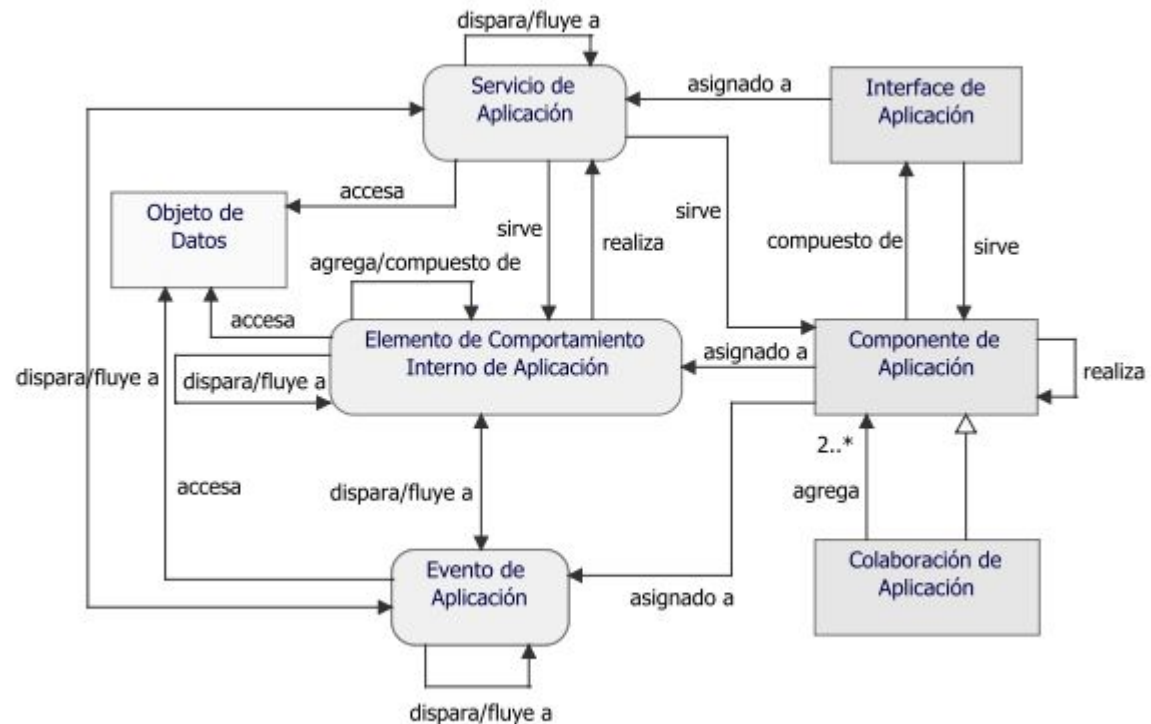 dispara/fluye a
Servicio de
Aplicación
asignado a
Interface de
Aplicación
accesa
Objeto de
Datos
sirve
realiza
sirve
compuesto de
sirve
agrega/compuesto de
accesa
Elemento de Comportamiento
Interno de Aplicación
asignado a
Componente de
Aplicación
realiza
dispara/fluye a
dispara/fluye a
2..*
accesa
dispara/fluye a
agrega
Evento de
Aplicación
asignado a
Colaboración de
Aplicación
dispara/fluye a